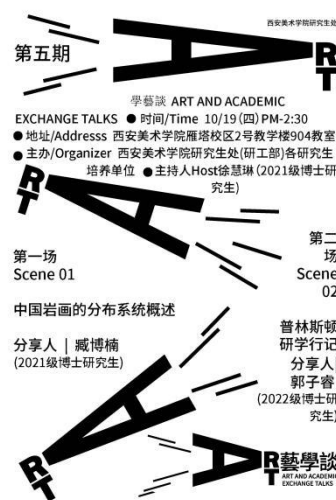 西安美术学院研究生处
第五期
ART
學藝談 ART AND ACADEMIC
EXCHANGE TALKS ● 时间/Time 10/19(四)PM-2:30
● 地址/Addresss 西安美术学院雁塔校区2号教学楼904教室
● 主办/Organizer 西安美术学院研究生处(研工部)各研究生
培养单位 ●主持人Host徐慧琳(2021级博士研
究生)
ART
第一场
Scene 01
中国岩画的分布系统概述
分享人 | 臧博楠
(2021级博士研究生)
第二
场
Scene
02
普林斯顿
研学行记
分享人|
郭子睿
(2022级博士研
究生)
ART
ART
藝學談
ART AND ACADEMIC
EXCHANGE TALKS